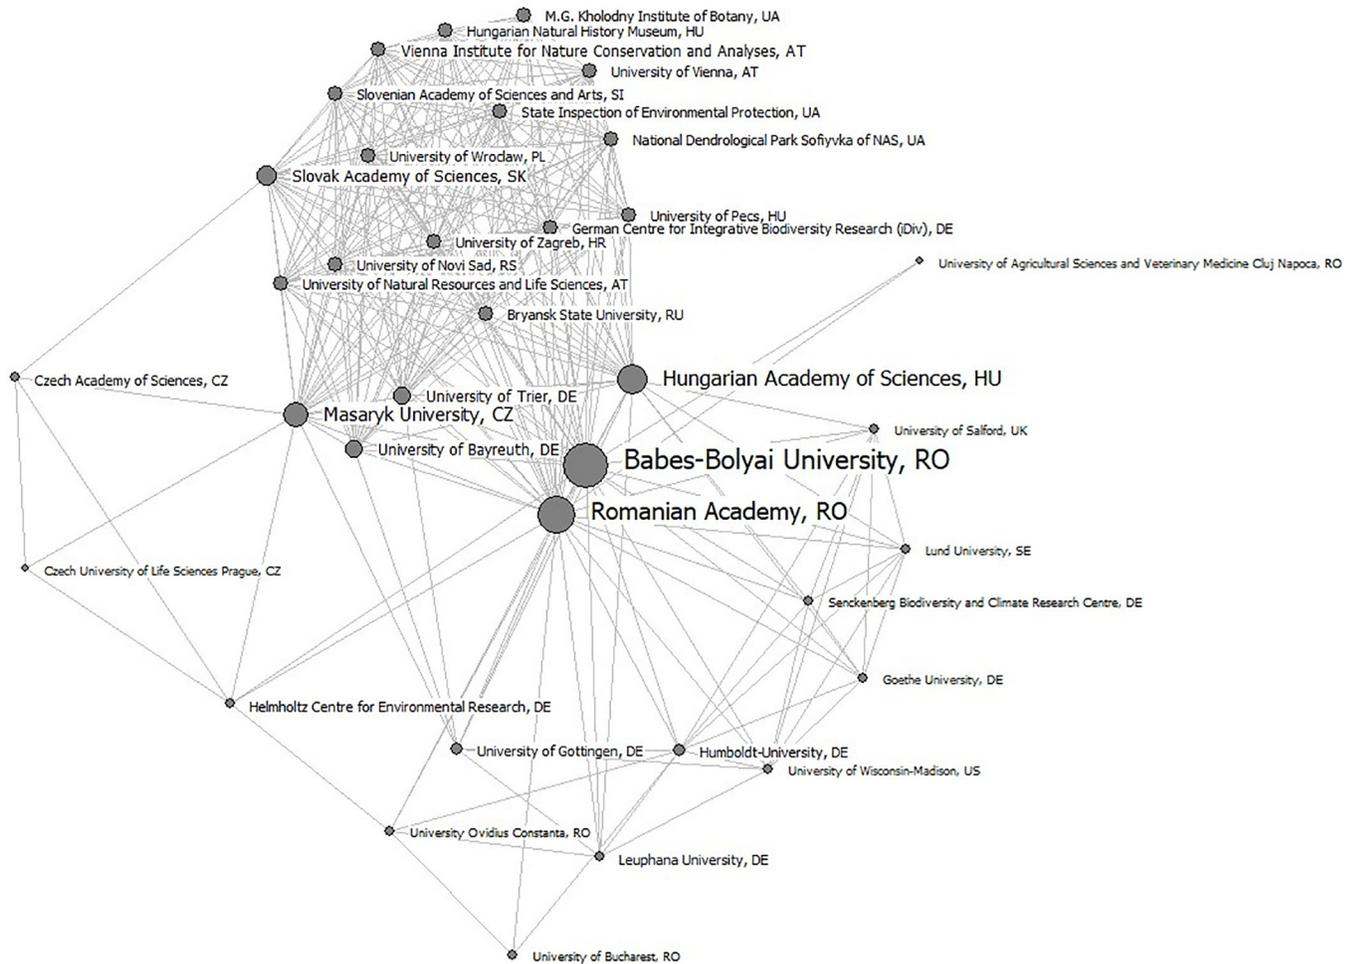 M.G. Kholodny Institute of Botany, UA
Hungarian Natural History Museum, HU
Vienna Institute for Nature Conservation and Analyses, AT
University of Vienna, AT
Slovenian Academy of Sciences and Arts, SI
State Inspection of Environmental Protection, UA
National Dendrological Park Sofiyvka of NAS, UA
University of Wroclaw, PL
Slovak Academy of Sciences, SK
University of Pecs, HU
German Centre for Integrative Biodiversity Research (iDiv), DE
University of Zagreb, HR
University of Novi Sad, RS
University of Agricultural Sciences and Veterinary Medicine Cluj Napoca, RO
University of Natural Resources and Life Sciences, AT
Bryansk State University, RU
Hungarian Academy of Sciences, HU
Czech Academy of Sciences, CZ
University of Trier, DE
Masaryk University, CZ
University of Salford, UK
University of Bayreuth, DE
Babes-Bolyai University, RO
Romanian Academy, RO
Lund University, SE
Czech University of Life Sciences Prague, CZ
Senckenberg Biodiversity and Climate Research Centre, DE
Goethe University, DE
Helmholtz Centre for Environmental Research, DE
University of Gottingen, DE
Humboldt-University, DE
University of Wisconsin-Madison, US
University Ovidius Constanta, RO
Leuphana University, DE
University of Bucharest, RO